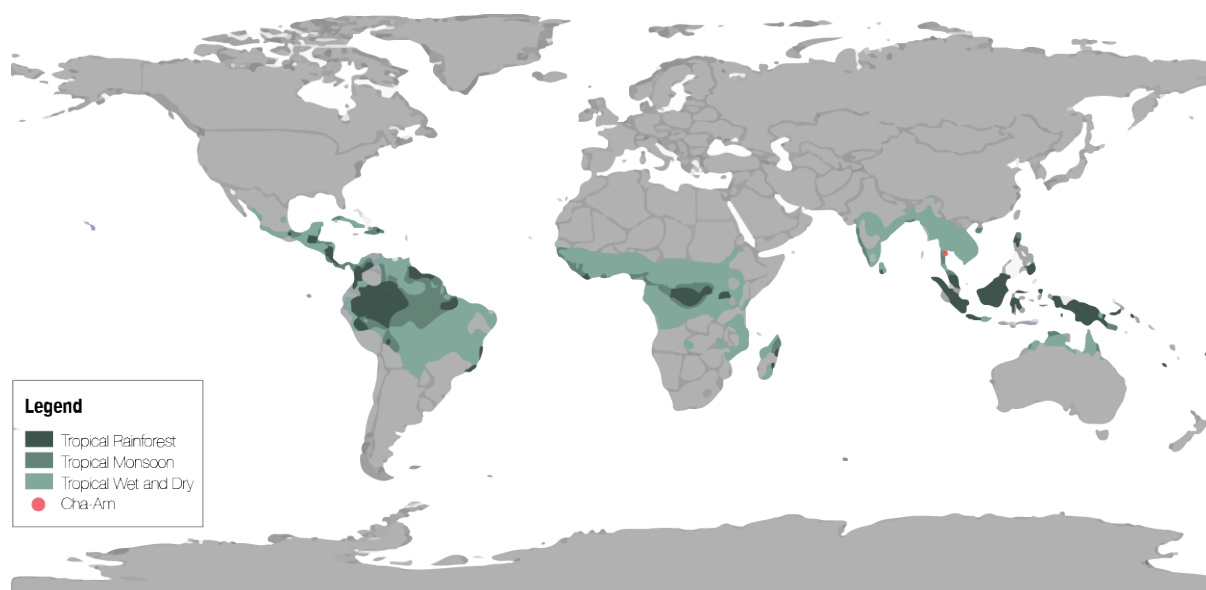 Legend
Tropical Rainforest
Tropical Monsoon
Tropical Wet and Dry
Cha-Am